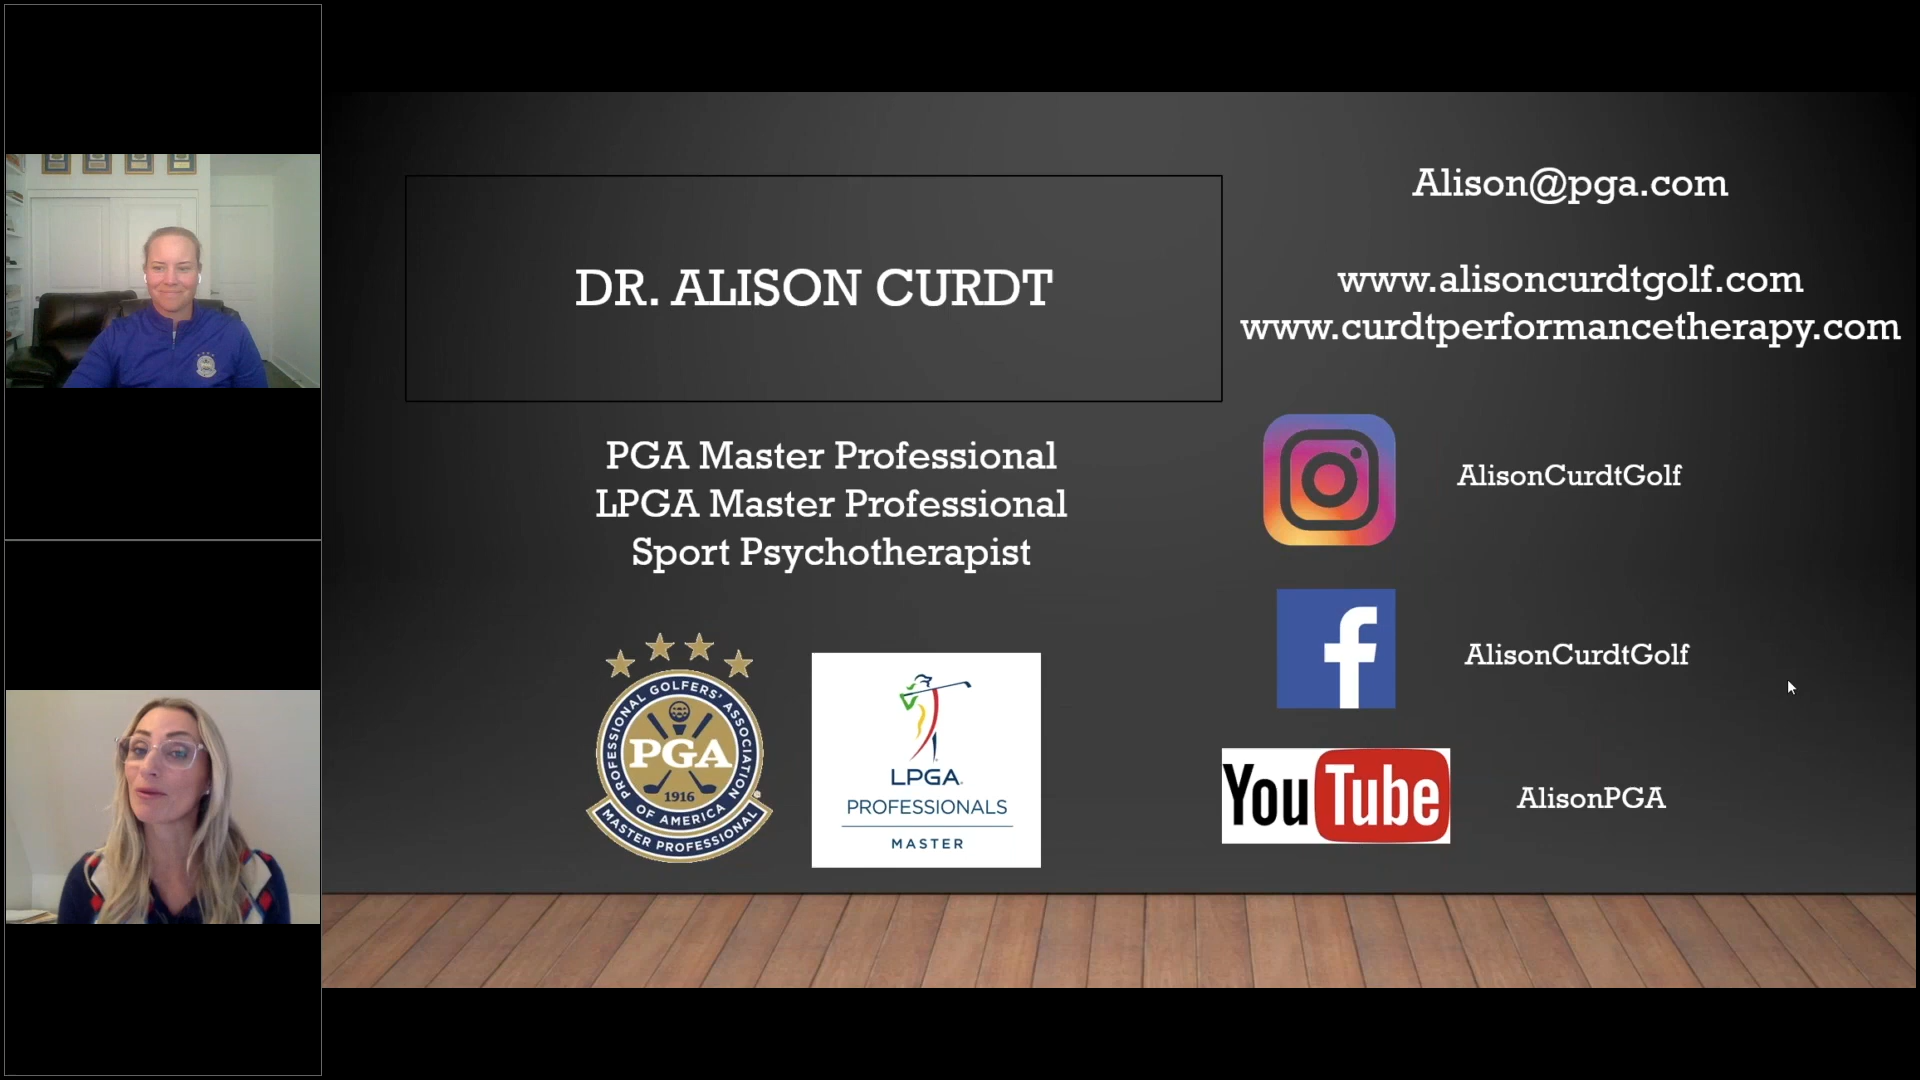 DR. ALISON CURDT
PGA Master Professional
LPGA Master Professional
Sport Psychotherapist
PROFESSIONAL GOLFERS' ASSOCIATION
PGA
1916
OF AMERICA
MASTER PROFESSIONAL
LPGA
PROFESSIONALS
MASTER
Alison@pga.com
www.alisoncurdtgolf.com
www.curdtperformancetherapy.com
AlisonCurdtGolf
f
AlisonCurdtGolf
YouTube
AlisonPGA